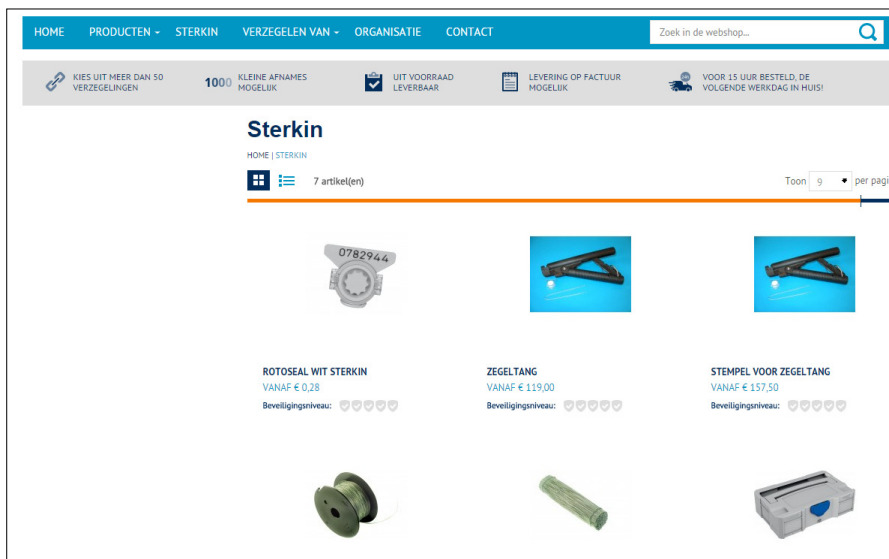 HOME PRODUCTEN STERKIN VERZEGELEN VAN ORGANISATIE CONTACT Zoek in de webshop...
KIES UIT MEER DAN 50
VERZEGELINGEN
1000 KLEINE AFNAMES
MOGELIJK
UIT VOORRAAD
LEVERBAAR
LEVERING OP FACTUUR
MOGELIJK
VOOR 15 UUR BESTELD, DE
VOLGENDE WERKDAG IN HUIS!
Sterkin
HOME | STERKIN
7 artikel(en) Toon 9 per pagi
0782944
ROTOSEAL WIT STERKIN
VANAF € 0,28
Beveiligingsniveau:
ZEGELTANG
VANAF € 119,00
Beveiligingsniveau:
STEMPEL VOOR ZEGELTANG
VANAF € 157,50
Beveiligingsniveau: